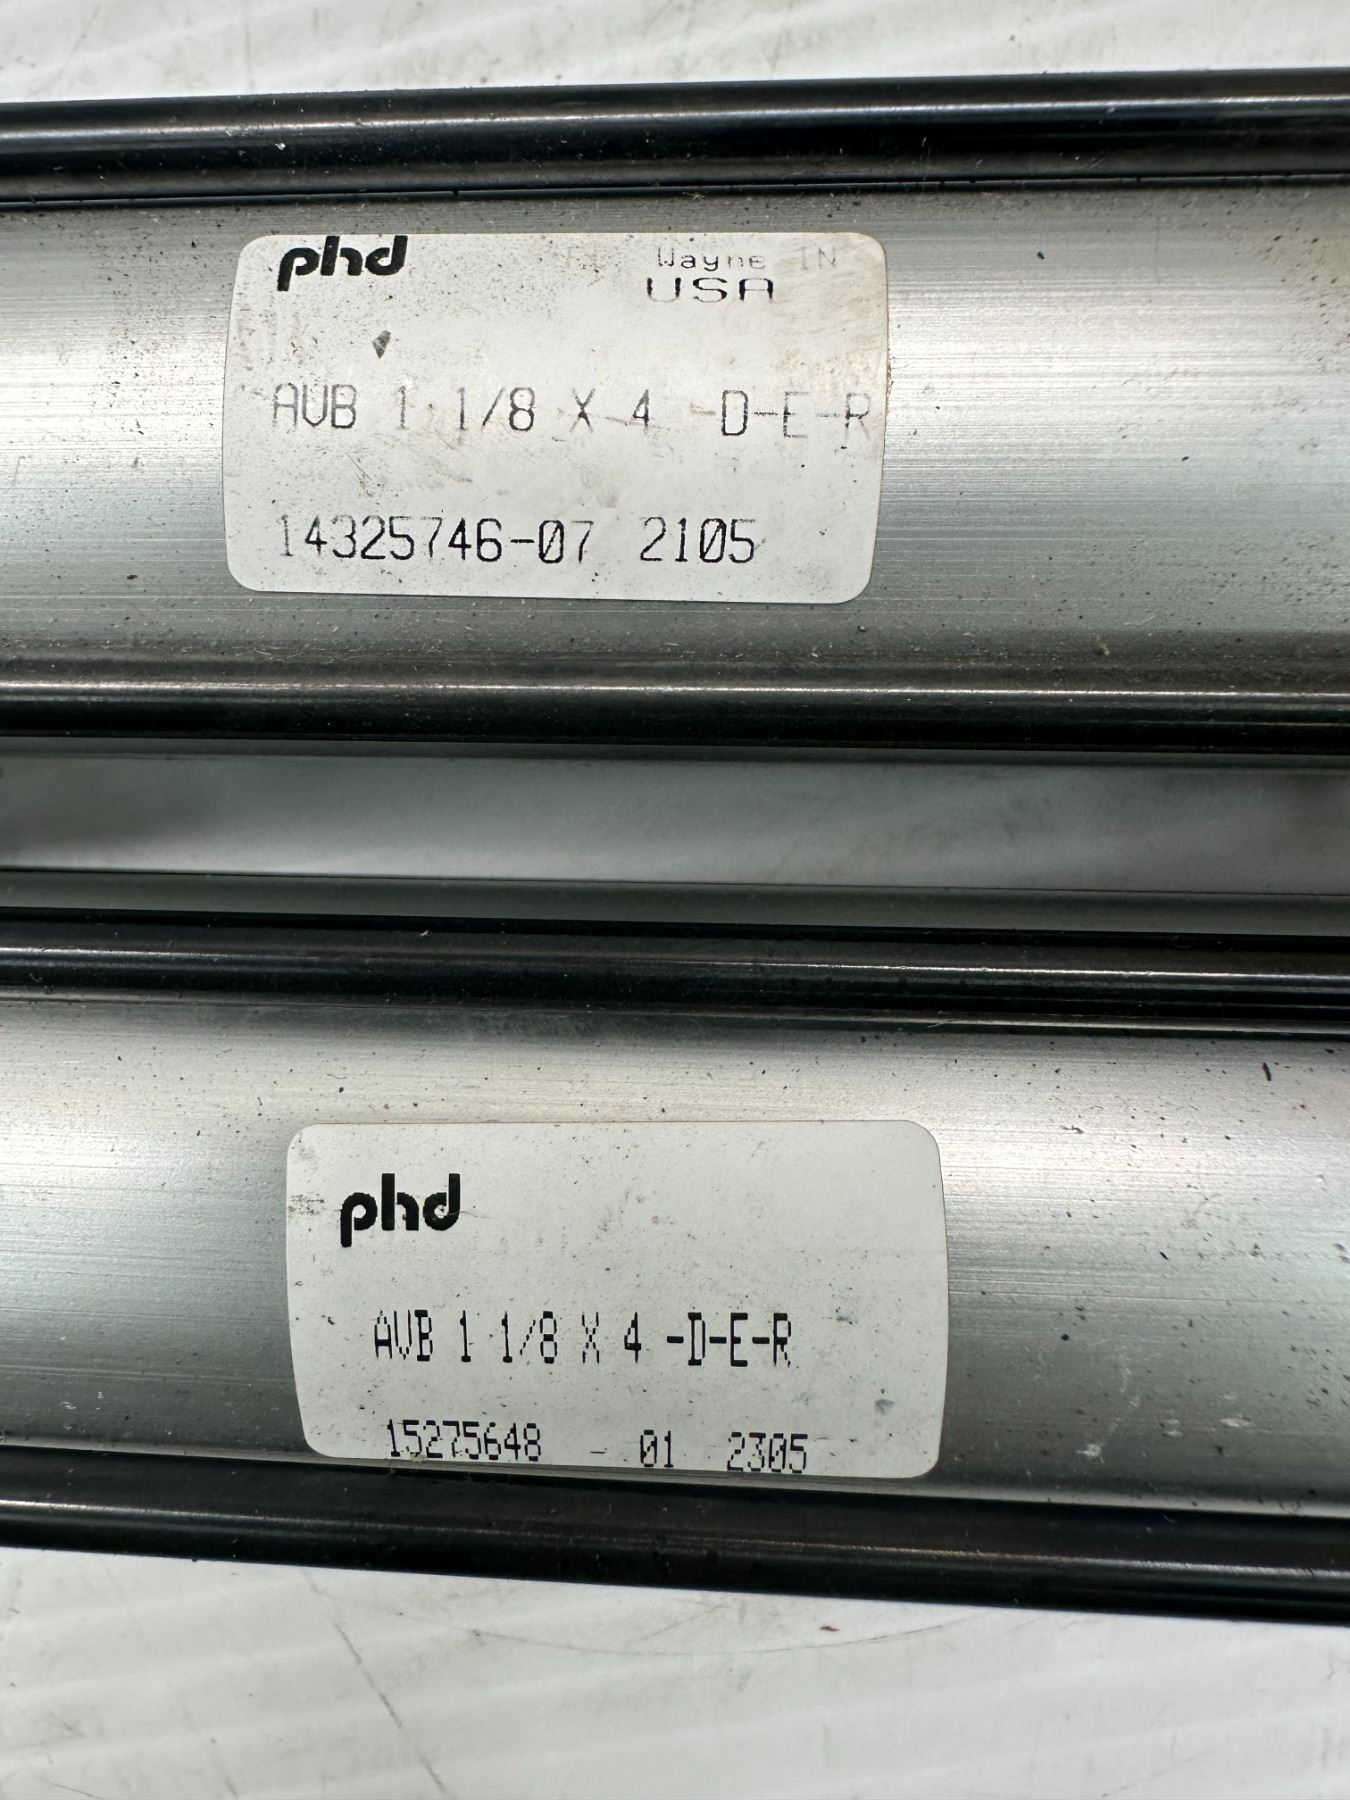 phd
Wayne IN
USA
AVB 1 1/8 X 4 -D-E-R
14325746-07 2105
phd
AVB 1 1/8 X 4 -D-E-R
15275648 - 01 2305